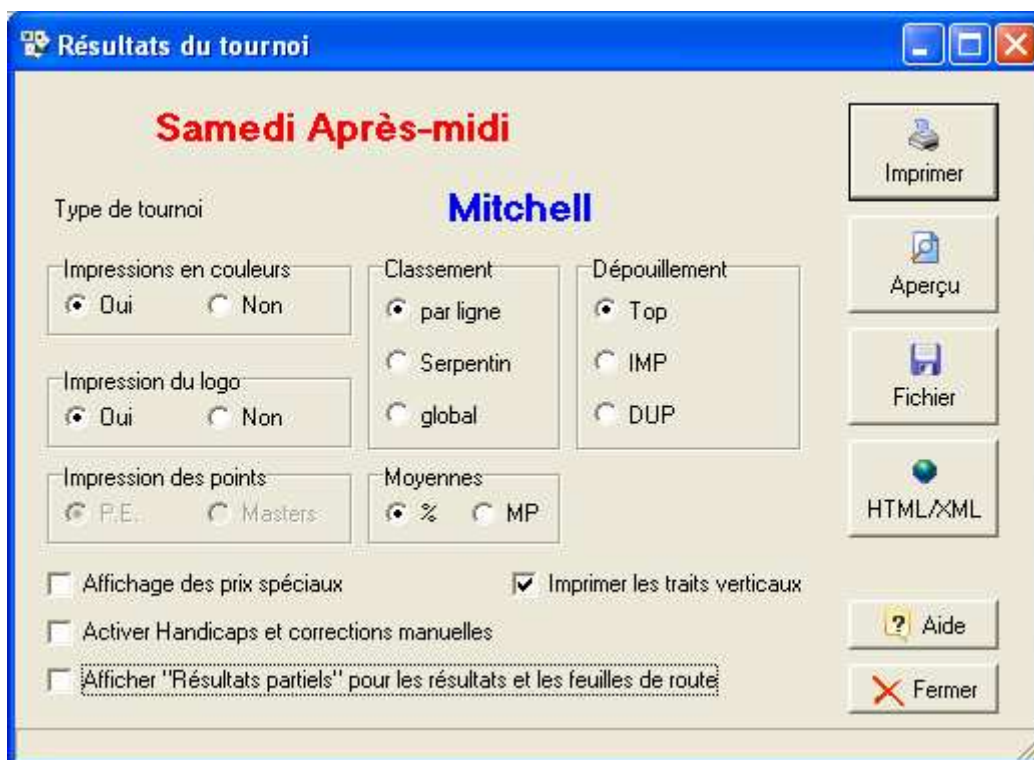 Résultats du tournoi
Samedi Après-midi
Type de tournoi Mitchell
Impressions en couleurs
Oui Non
Impression du logo
Oui Non
Impression des points
P.E. Masters
Classement
par ligne
Serpentin
global
Moyennes
% MP
Dépouillement
Top
IMP
DUP
Affichage des prix spéciaux
Imprimer les traits verticaux
Activer Handicaps et corrections manuelles
Afficher "Résultats partiels" pour les résultats et les feuilles de route
Imprimer
Aperçu
Fichier
HTML/XML
Aide
Fermer